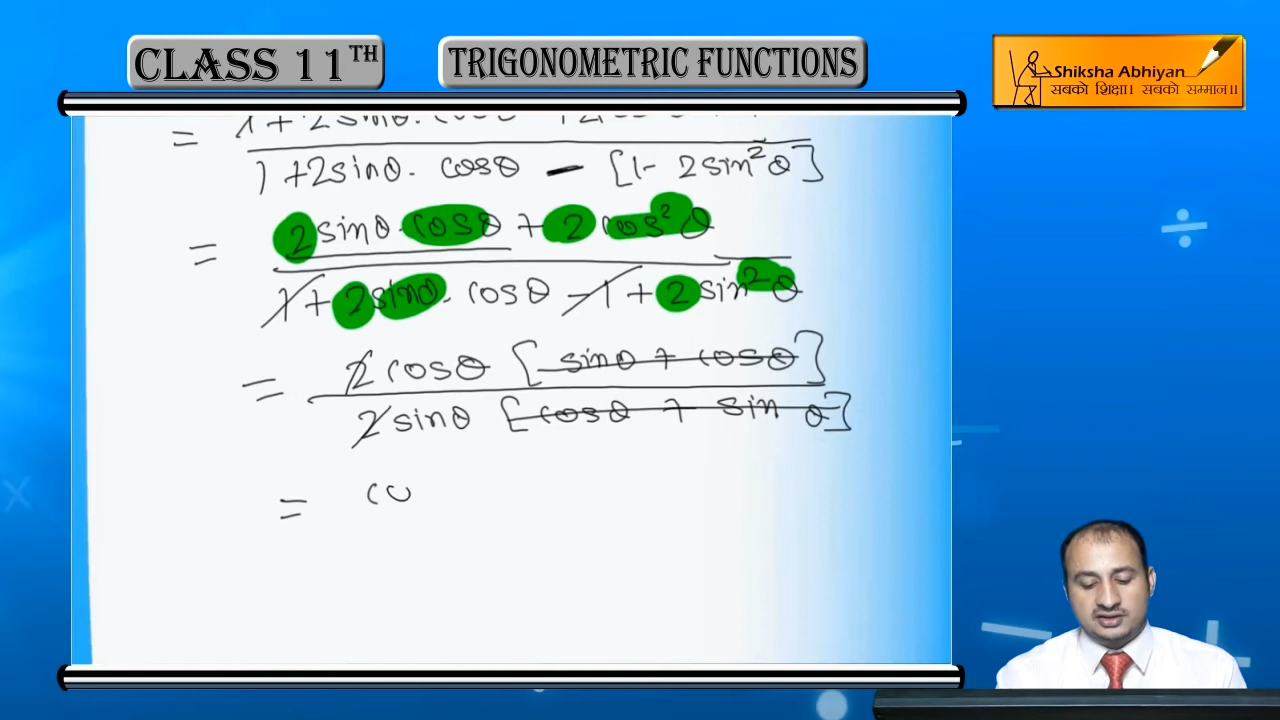 CLASS 11TH
TRIGONOMETRIC FUNCTIONS
Shiksha Abhiyan
सबको शिक्षा। सबको सम्मान॥
=
1+2sinθ. cosθ - [1- 2sin²θ]
= 2sinθ.cosθ + 2cos²θ
1+2sinθ. cosθ -1+ 2sin²θ
= 2cosθ [sinθ + cosθ]
2sinθ [cosθ + sin θ]
= co